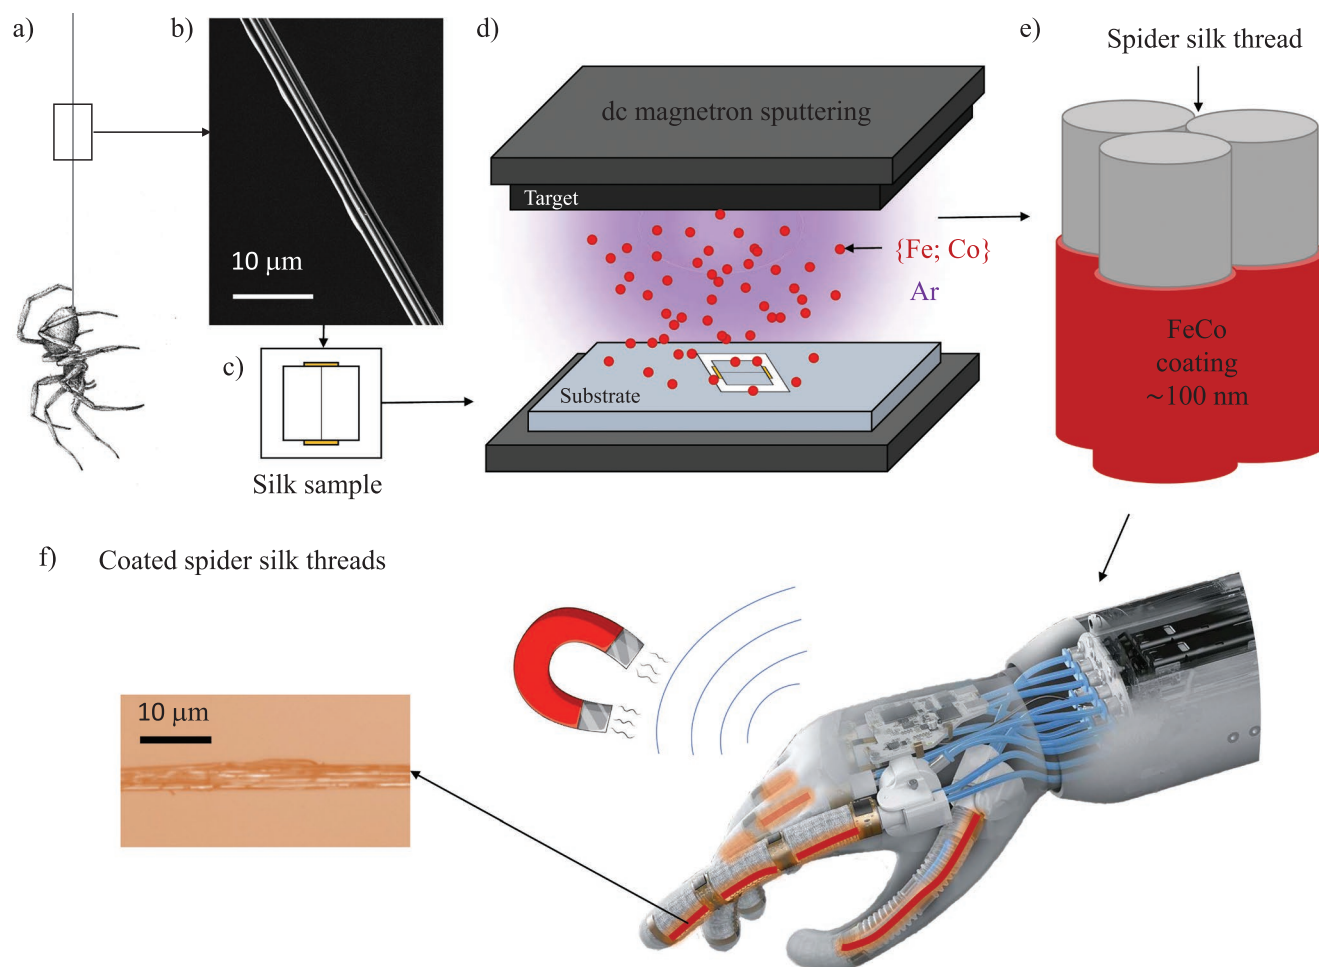 a)
b)
10 μm
c)
Silk sample
d)
dc magnetron sputtering
Target
{Fe; Co}
Ar
Substrate
e)
Spider silk thread
FeCo
coating
~100 nm
f)
Coated spider silk threads
10 μm